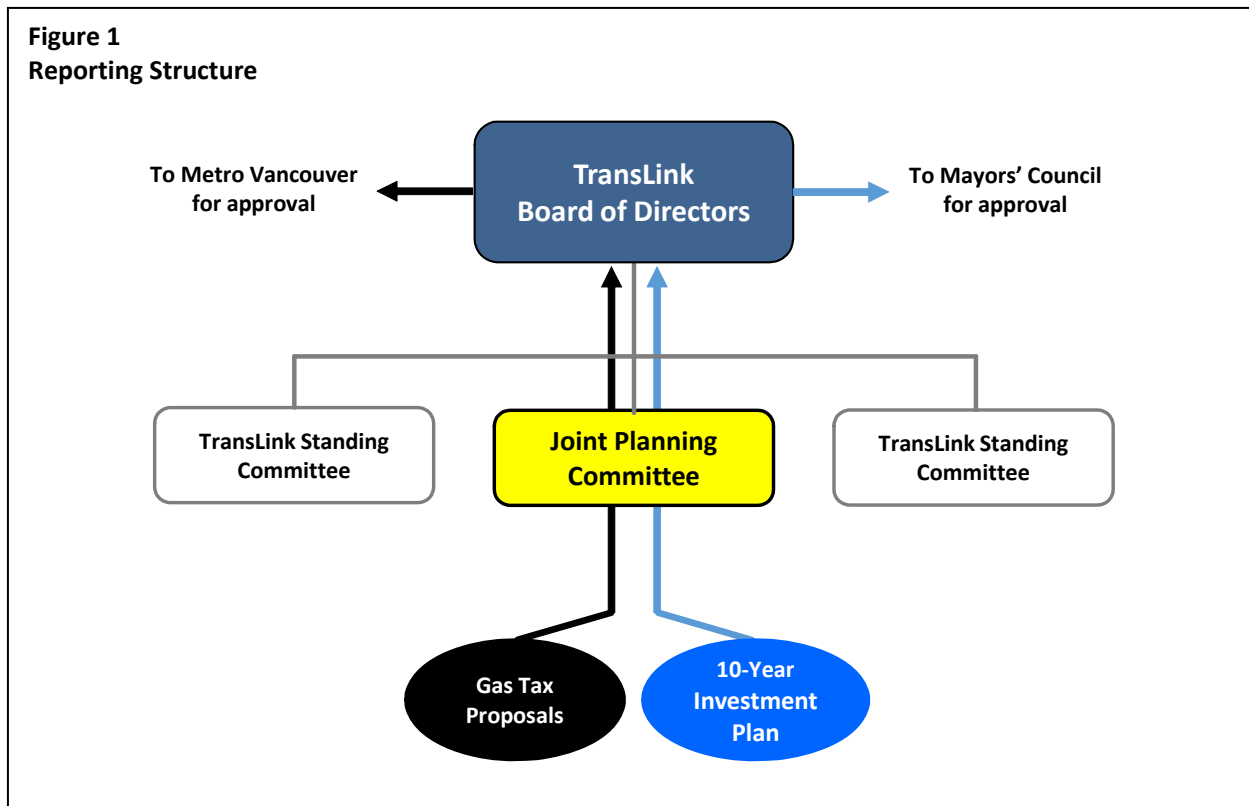 Figure 1
Reporting Structure
To Metro Vancouver
for approval
TransLink
Board of Directors
To Mayors’ Council
for approval
TransLink Standing
Committee
Joint Planning
Committee
TransLink Standing
Committee
Gas Tax
Proposals
10-Year
Investment
Plan